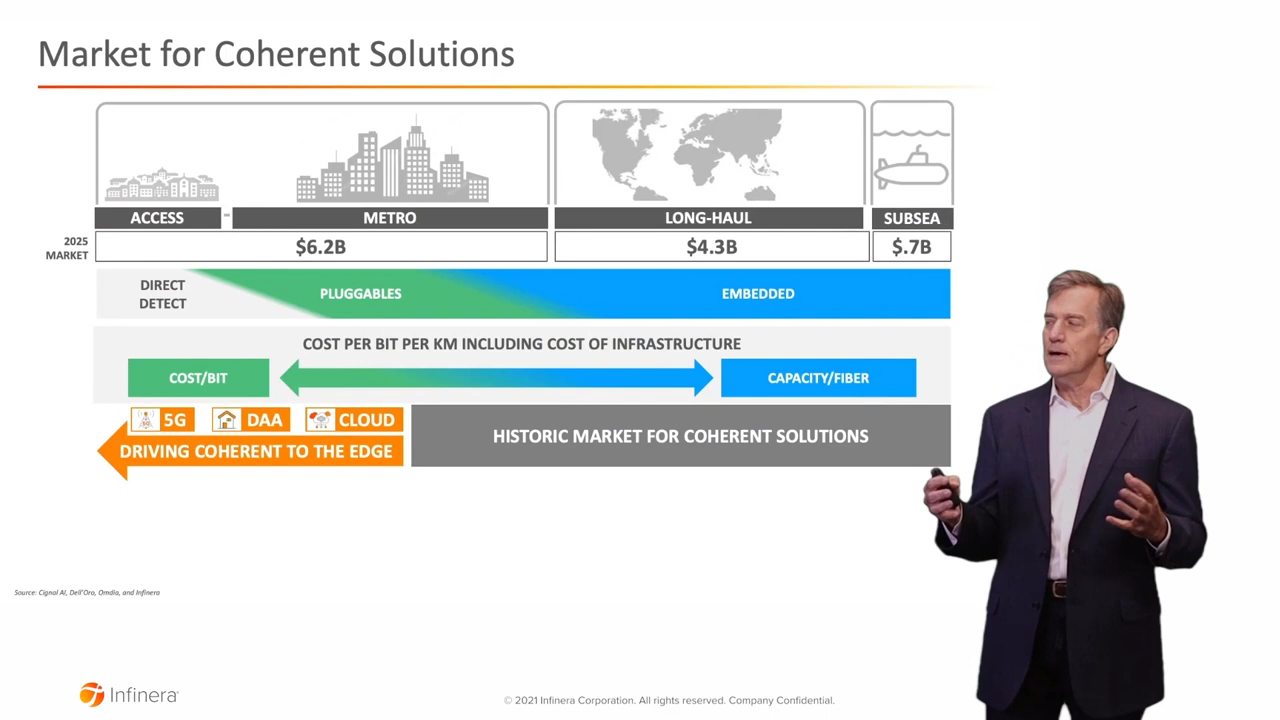 Market for Coherent Solutions
ACCESS - METRO LONG-HAUL SUBSEA
2025
MARKET
$6.2B $4.3B $.7B
DIRECT
DETECT
PLUGGABLES EMBEDDED
COST PER BIT PER KM INCLUDING COST OF INFRASTRUCTURE
COST/BIT CAPACITY/FIBER
5G DAA CLOUD
DRIVING COHERENT TO THE EDGE
HISTORIC MARKET FOR COHERENT SOLUTIONS
Source: Cignal AI, Dell'Oro, Omdia, and Infinera
Infinera
© 2021 Infinera Corporation. All rights reserved. Company Confidential.